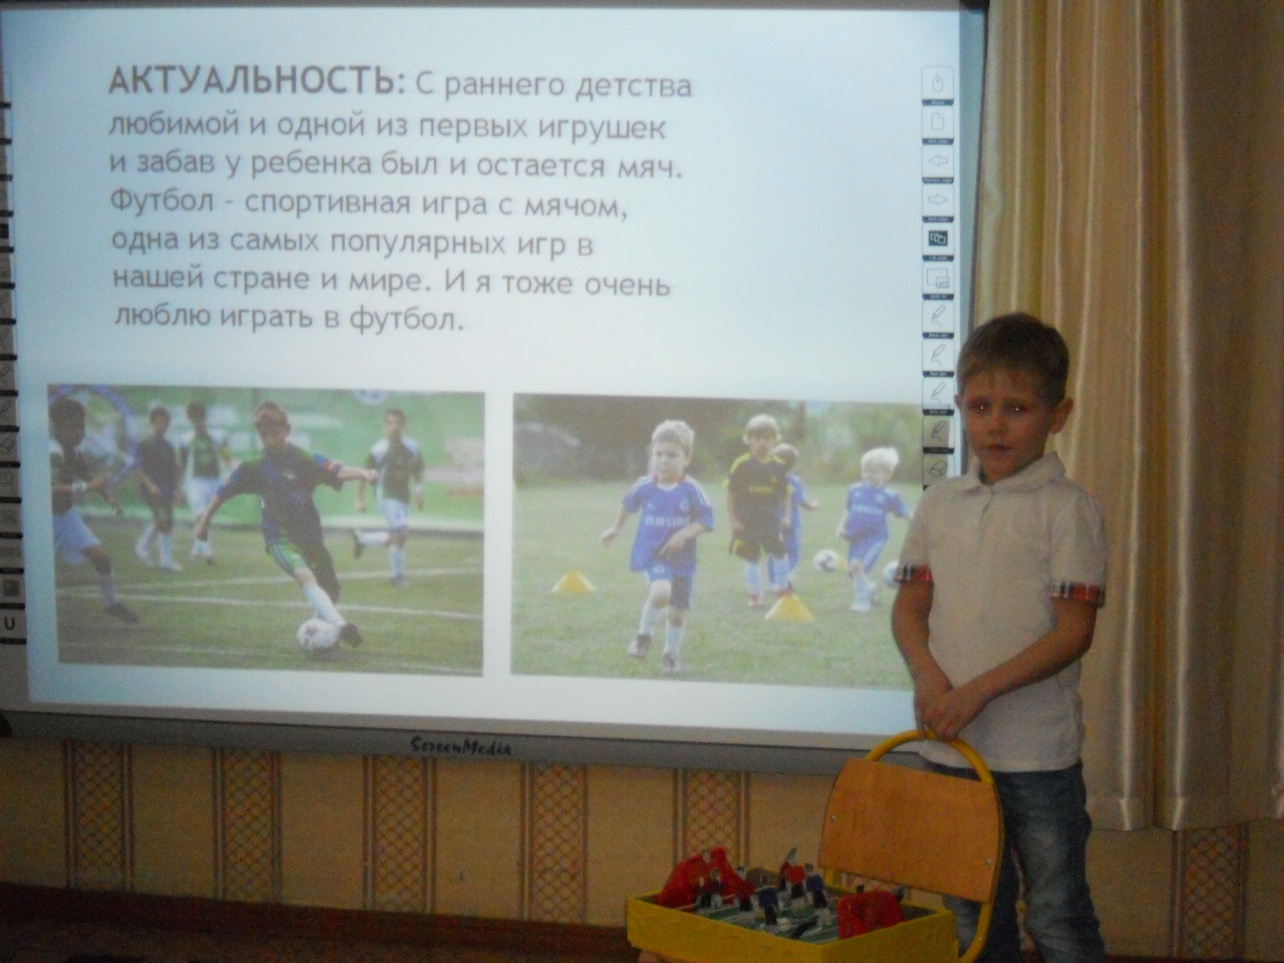 АКТУАЛЬНОСТЬ: С раннего детства
любимой и одной из первых игрушек
и забав у ребенка был и остается мяч.
Футбол - спортивная игра с мячом,
одна из самых популярных игр в
нашей стране и мире. И я тоже очень
люблю играть в футбол.
SAMSUNG
ScreenMedia